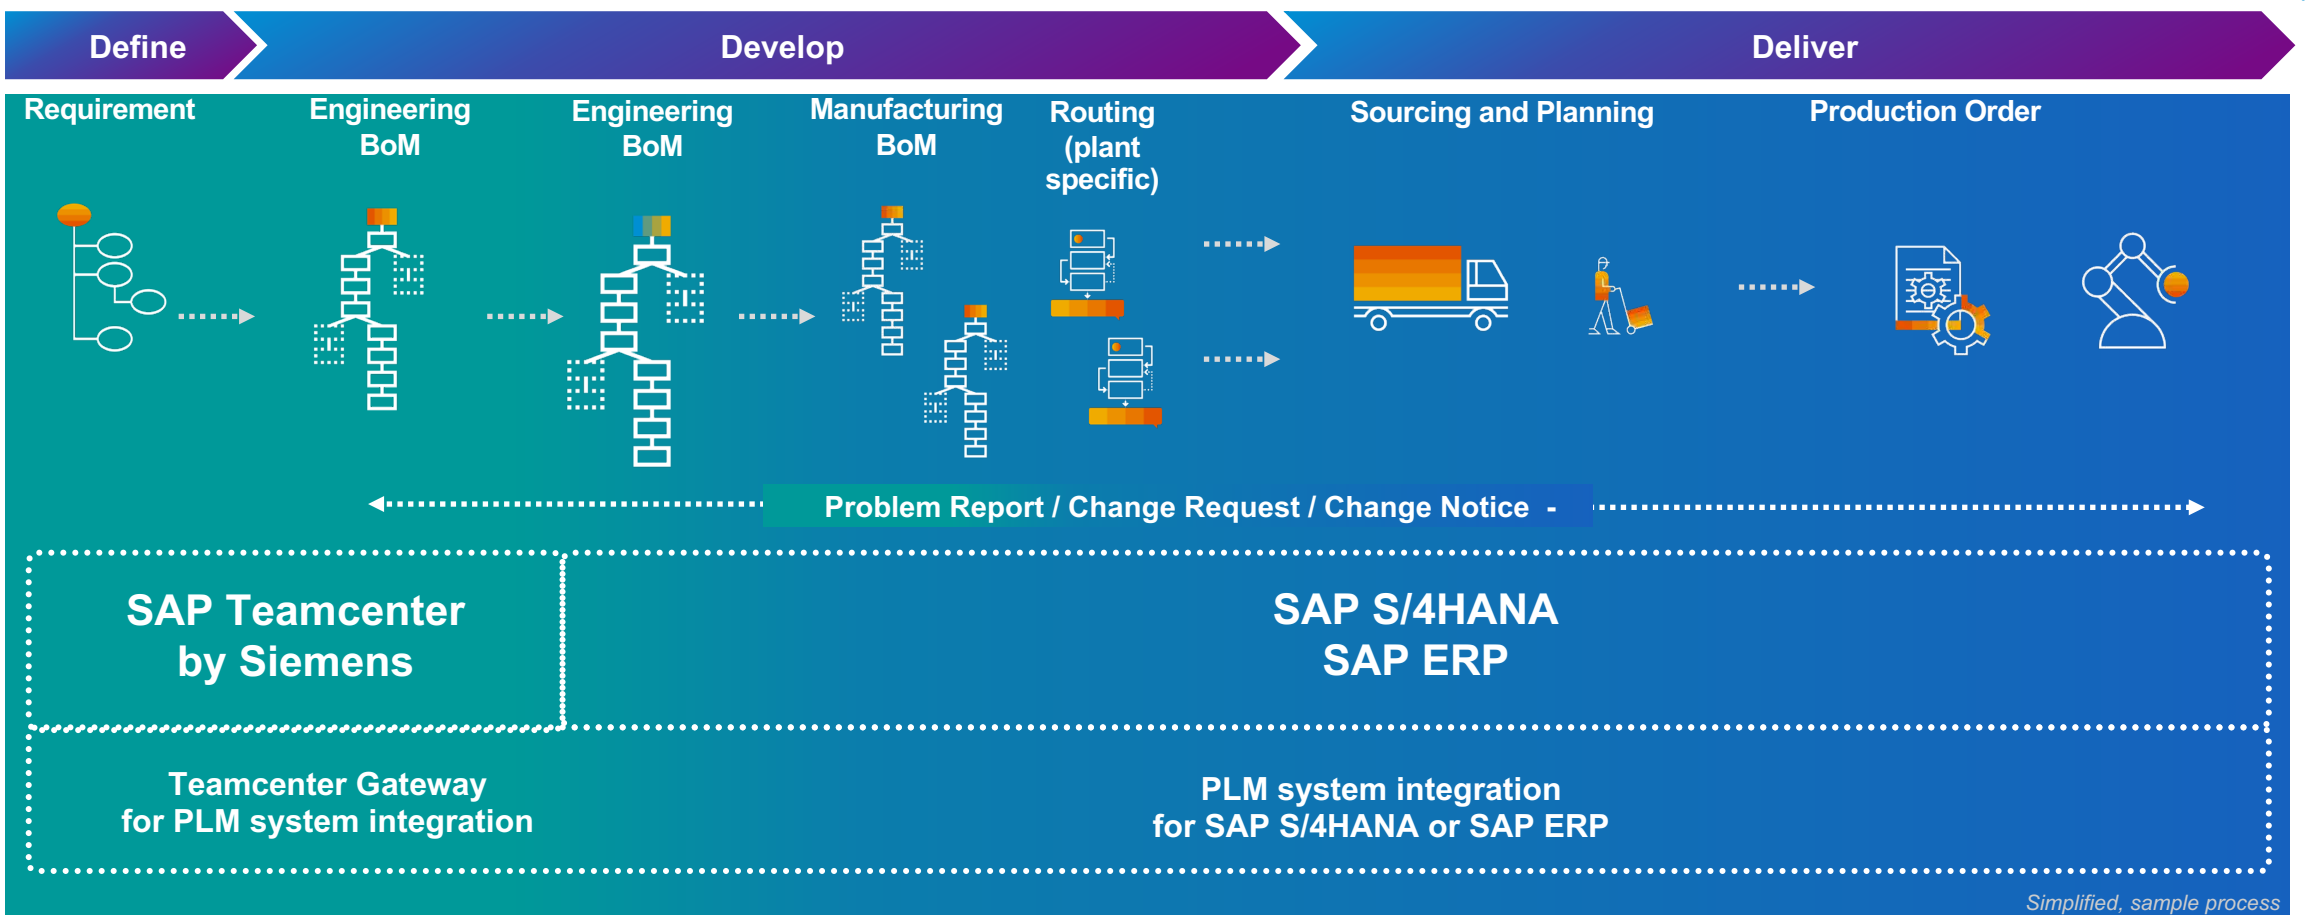 Define
Develop
Deliver
Requirement
Engineering
BoM
Engineering
BoM
Manufacturing
BoM
Routing
(plant
specific)
Sourcing and Planning
Production Order
Problem Report / Change Request / Change Notice -
SAP Teamcenter
by Siemens
SAP S/4HANA
SAP ERP
Teamcenter Gateway
for PLM system integration
PLM system integration
for SAP S/4HANA or SAP ERP
Simplified, sample process